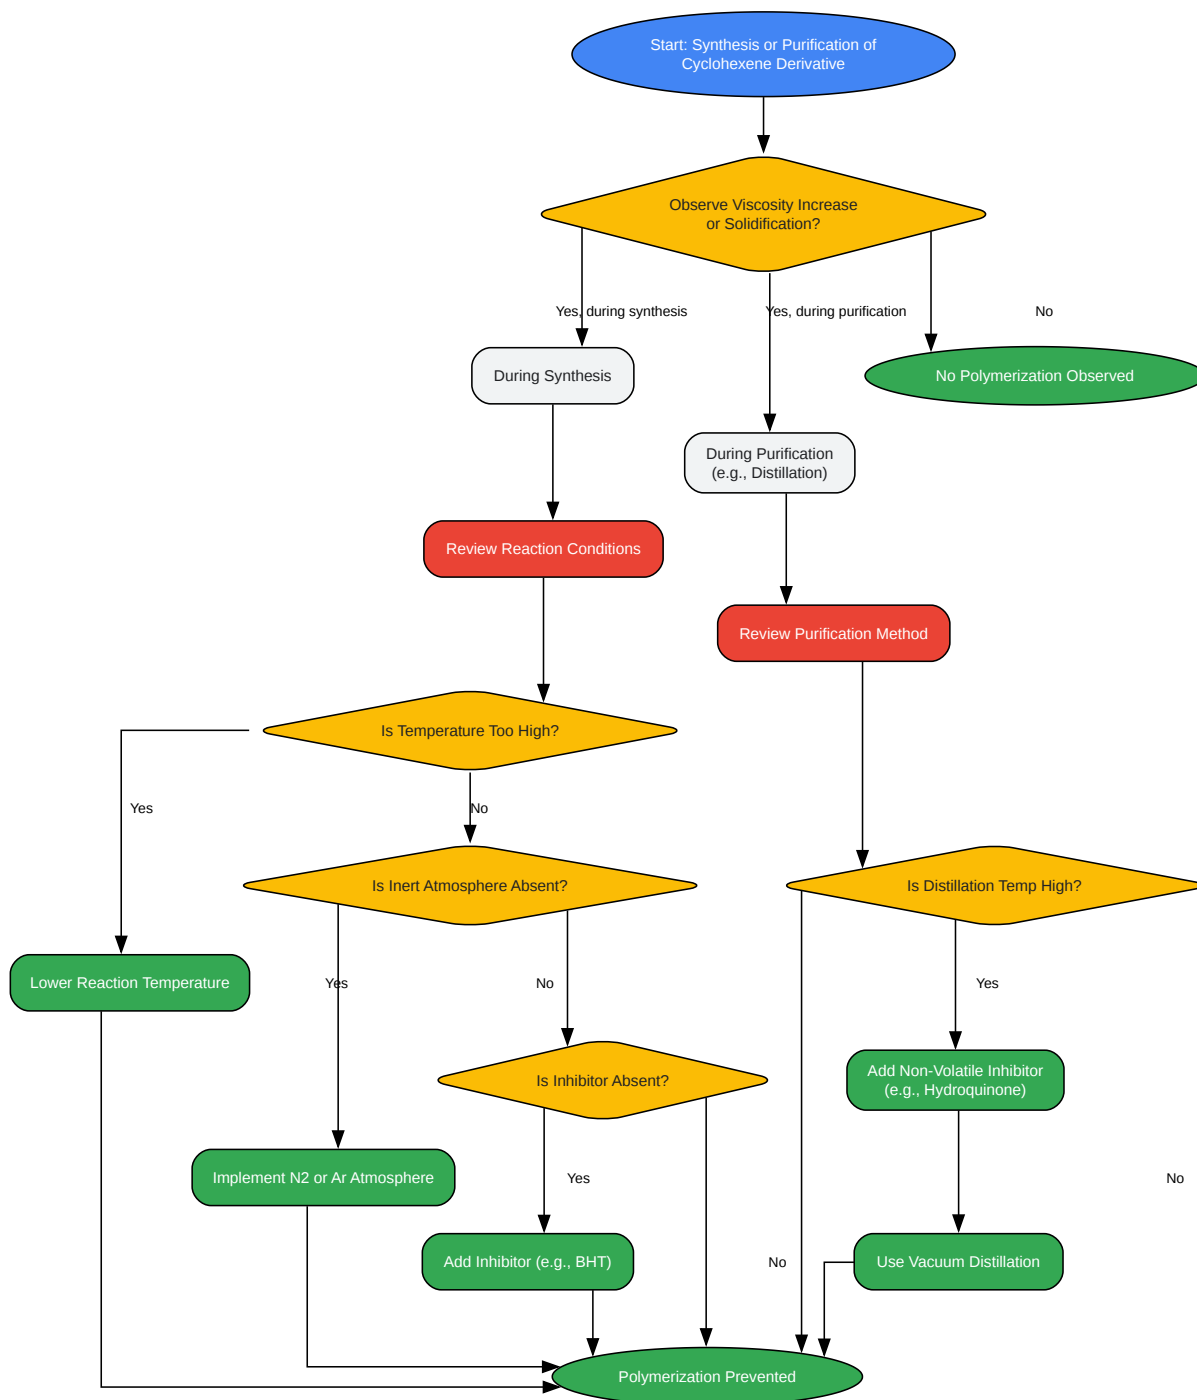 Start: Synthesis or Purification of
Cyclohexene Derivative
Observe Viscosity Increase
or Solidification?
Yes, during synthesis
Yes, during purification
No
During Synthesis
No Polymerization Observed
During Purification
(e.g., Distillation)
Review Reaction Conditions
Review Purification Method
Is Temperature Too High?
Yes
No
Is Inert Atmosphere Absent?
Is Distillation Temp High?
Lower Reaction Temperature
Yes
No
Yes
Is Inhibitor Absent?
Add Non-Volatile Inhibitor
(e.g., Hydroquinone)
Implement N2 or Ar Atmosphere
Yes
No
Add Inhibitor (e.g., BHT)
No
Use Vacuum Distillation
Polymerization Prevented